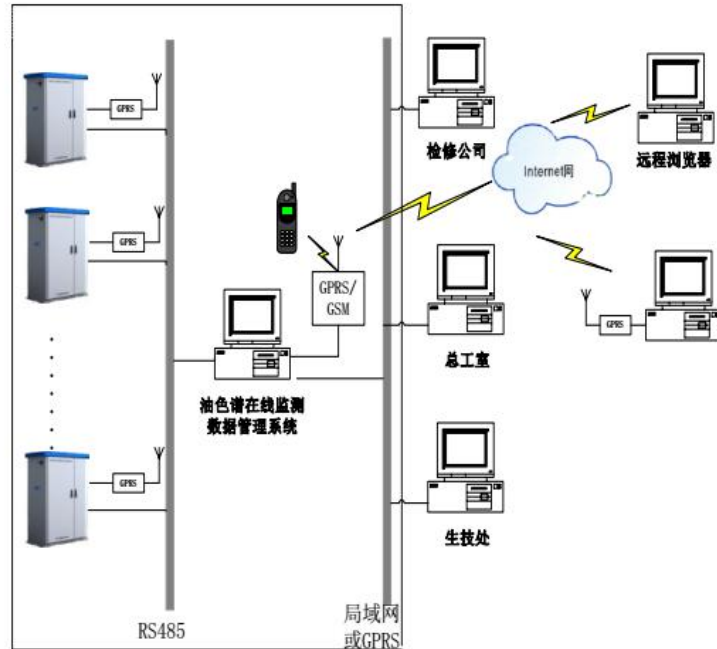 GPRS
检修公司
Internet网
远程浏览器
GPRS
GPRS/
GSM
GPRS
总工室
油色谱在线监测
数据管理系统
GPRS
生技处
RS485
局域网
或GPRS